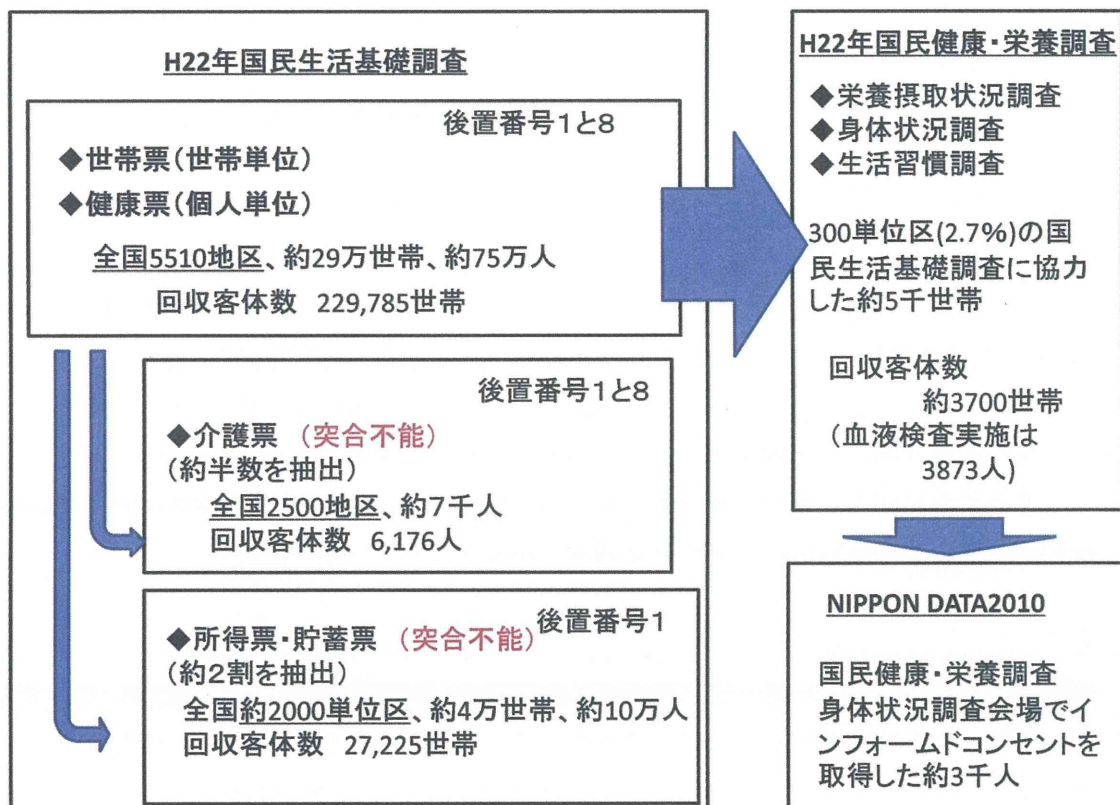 H22年国民生活基礎調査
後置番号1と8
◆世帯票(世帯単位)
◆健康票(個人単位)
全国5510地区、約29万世帯、約75万人
回収客体数 229,785世帯
後置番号1と8
◆介護票 (突合不能)
(約半数を抽出)
全国2500地区、約7千人
回収客体数 6,176人
後置番号1
◆所得票・貯蓄票 (突合不能)
(約2割を抽出)
全国約2000単位区、約4万世帯、約10万人
回収客体数 27,225世帯
H22年国民健康・栄養調査
◆栄養摂取状況調査
◆身体状況調査
◆生活習慣調査
300単位区(2.7%)の国
民生活基礎調査に協力
した約5千世帯
回収客体数
約3700世帯
(血液検査実施は
3873人)
NIPPON DATA2010
国民健康・栄養調査
身体状況調査会場でイ
ンフォームドコンセントを
取得した約3千人